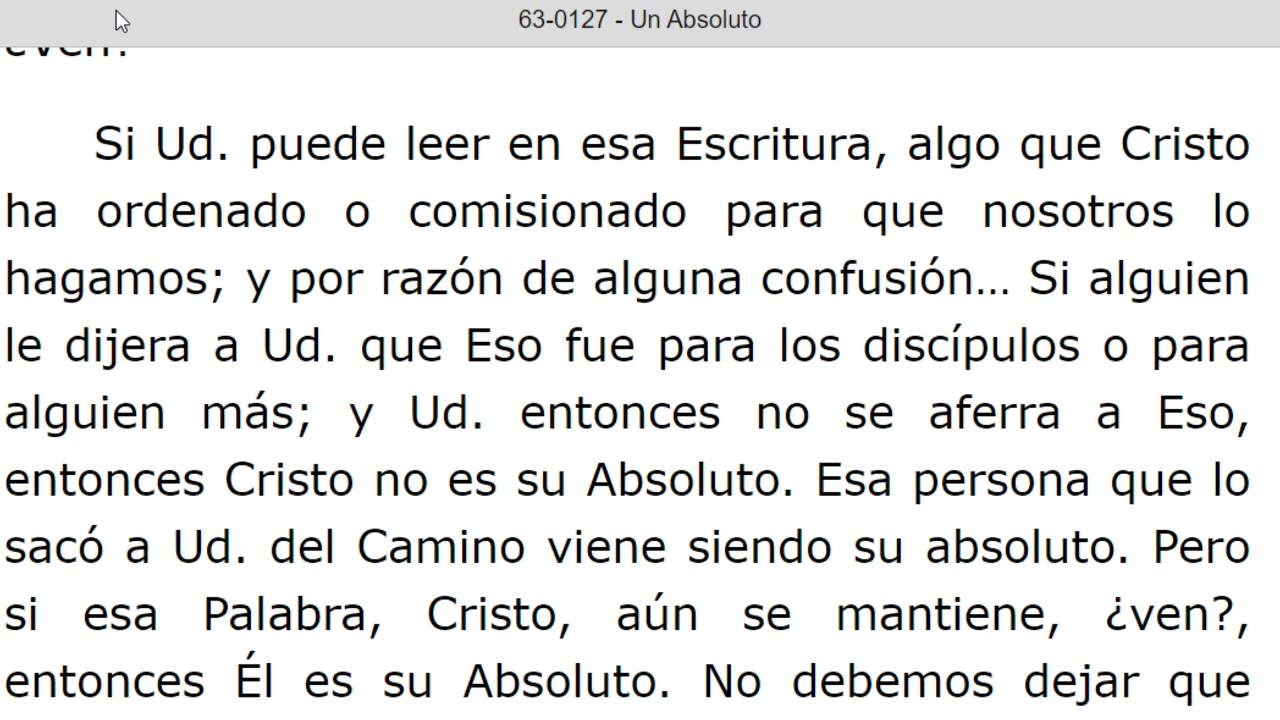 63-0127 - Un Absoluto
Si Ud. puede leer en esa Escritura, algo que Cristo
ha ordenado o comisionado para que nosotros lo
hagamos; y por razón de alguna confusión... Si alguien
le dijera a Ud. que Eso fue para los discípulos o para
alguien más; y Ud. entonces no se aferra a Eso,
entonces Cristo no es su Absoluto. Esa persona que lo
sacó a Ud. del Camino viene siendo su absoluto. Pero
si esa Palabra, Cristo, aún se mantiene, ¿ven?,
entonces Él es su Absoluto. No debemos dejar que